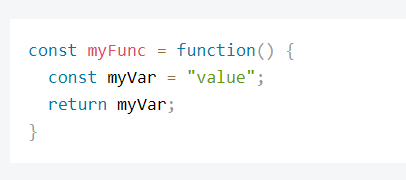 const myFunc = function() {
  const myVar = "value";
  return myVar;
}